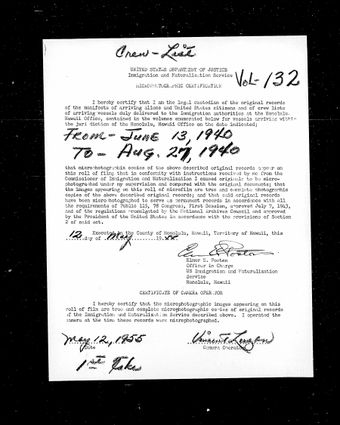 Crew - List
UNITED STATES DEPARTMENT OF JUSTICE
Immigration and Naturalization Service
Vol - 132
MICROPHOTOGRAPHIC CERTIFICATION
I hereby certify that I am the legal custodian of the original records
of the manifests of arriving aliens and United States citizens and of crew lists
of arriving vessels duly delivered to the Immigration authorities at the Honolulu,
Hawaii Office, contained in the volumes enumerated below for vessels arriving within
the jurisdiction of the Honolulu, Hawaii Office on the dates indicated:
FROM - JUNE 13, 1940
TO - AUG. 27, 1940
that microphotographic copies of the above described original records appear on
this roll of film; that in conformity with instructions received by me from the
Commissioner of Immigration and Naturalization I caused originals to be micro-
photographed under my supervision and compared with the original documents; that
the images appearing on this roll of microfilm are true and complete photographic
copies of the above described original records; and that said original records
have been microphotographed to serve as permanent records in accordance with all
the requirements of Public 115, 78 Congress, First Session, approved July 7, 1943,
and of the regulations promulgated by the National Archives Council and approved
by the President of the United States in accordance with the provisions of Section
2 of said act.
Executed in the County of Honolulu, Honolulu, Territory of Hawaii, this
12 day of May 1955
Elmer E. Poston
Officer in Charge
US Immigration and Naturalization
Service
Honolulu, Hawaii
CERTIFICATE OF CAMERA OPERATOR
I hereby certify that the microphotographic images appearing on this
roll of film are true and complete microphotographic copies of original records
of the Immigration and Naturalization Service described above. I operated the
camera at the time these records were microphotographed.
May 12, 1955
Date
Camera Operator
1st Take